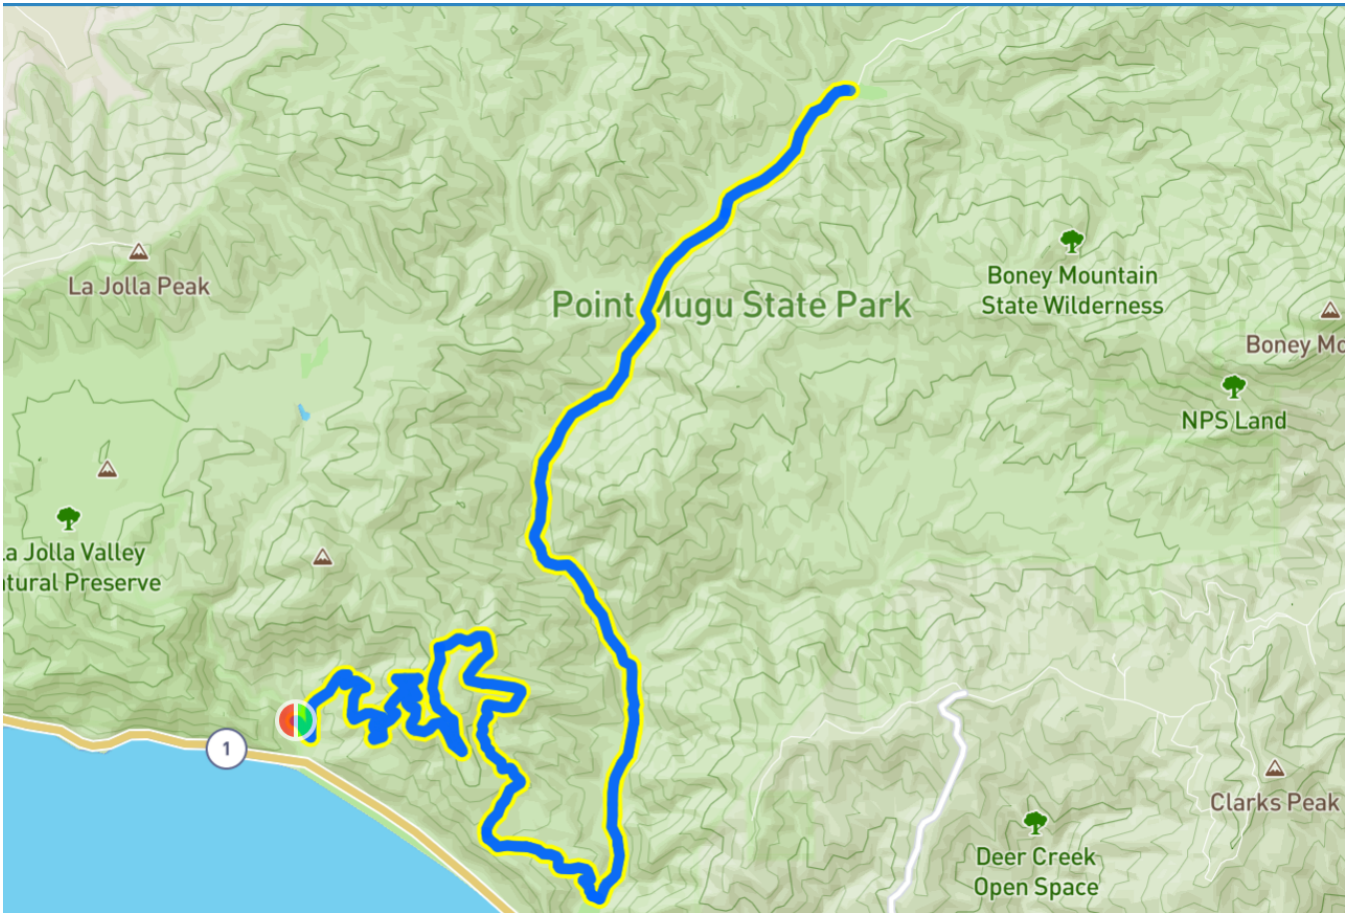 La Jolla Peak
Point Mugu State Park
Boney Mountain
State Wilderness
Boney Mo
NPS Land
a Jolla Valley
tural Preserve
1
Clarks Peak
Deer Creek
Open Space